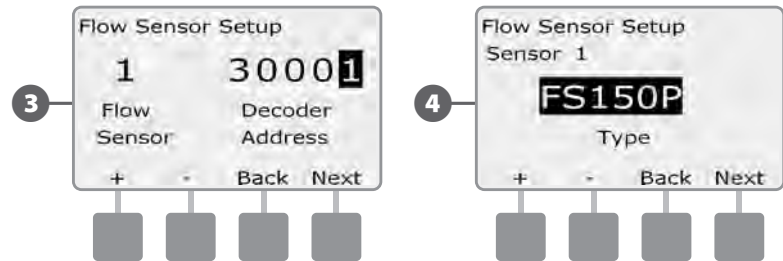 3
Flow Sensor Setup
1 30001
Flow Decoder
Sensor Address
+ - Back Next
4
Flow Sensor Setup
Sensor 1
FS150P
Type
+ - Back Next